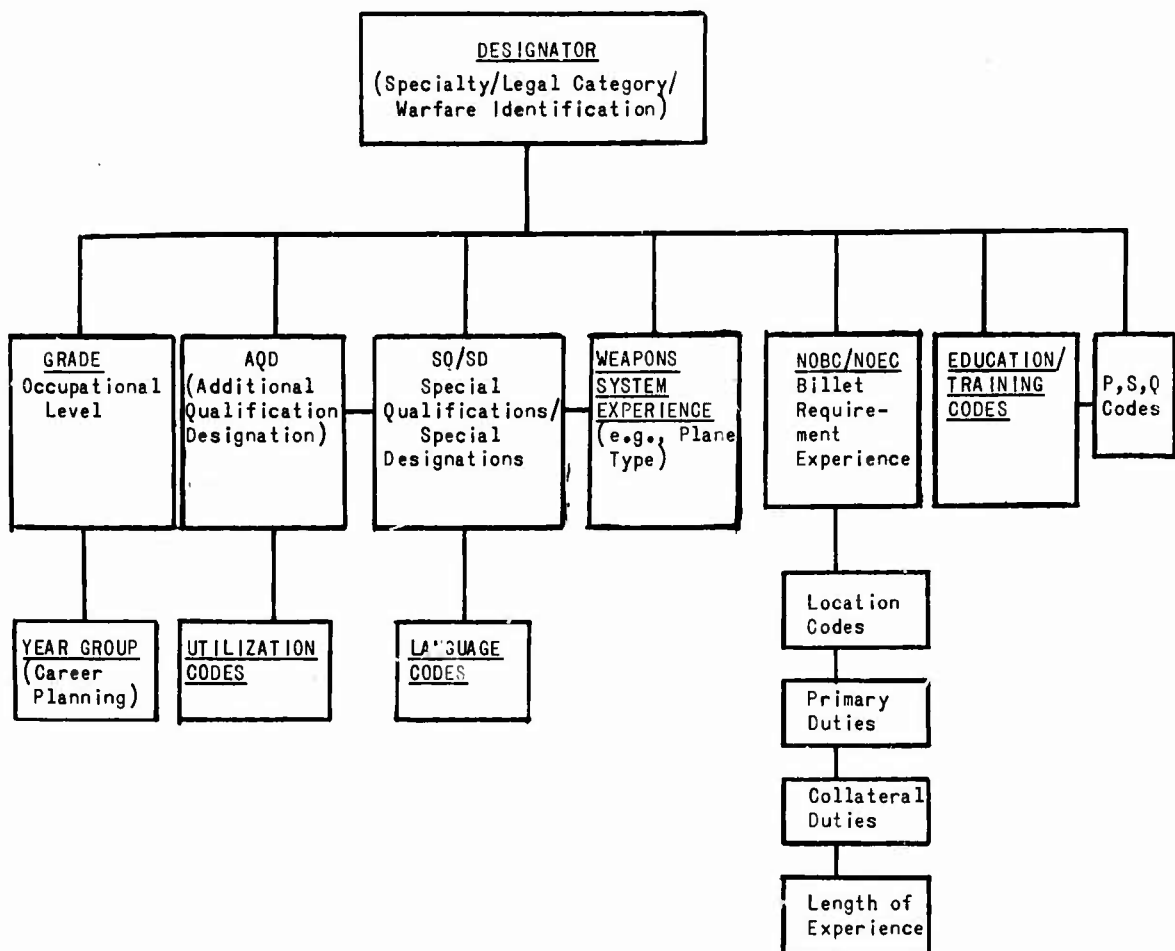 DESIGNATOR
(Specialty/Legal Category/
Warfare Identification)
GRADE
Occupational
Level
AQD
(Additional
Qualification
Designation)
SQ/SD
Special
Qualifications/
Special
Designations
WEAPONS
SYSTEM
EXPERIENCE
(e.g., Plane
Type)
NOBC/NOEC
Billet
Require-
ment
Experience
EDUCATION/
TRAINING
CODES
P,S,Q
Codes
YEAR GROUP
(Career
Planning)
UTILIZATION
CODES
LANGUAGE
CODES
Location
Codes
Primary
Duties
Collateral
Duties
Length of
Experience